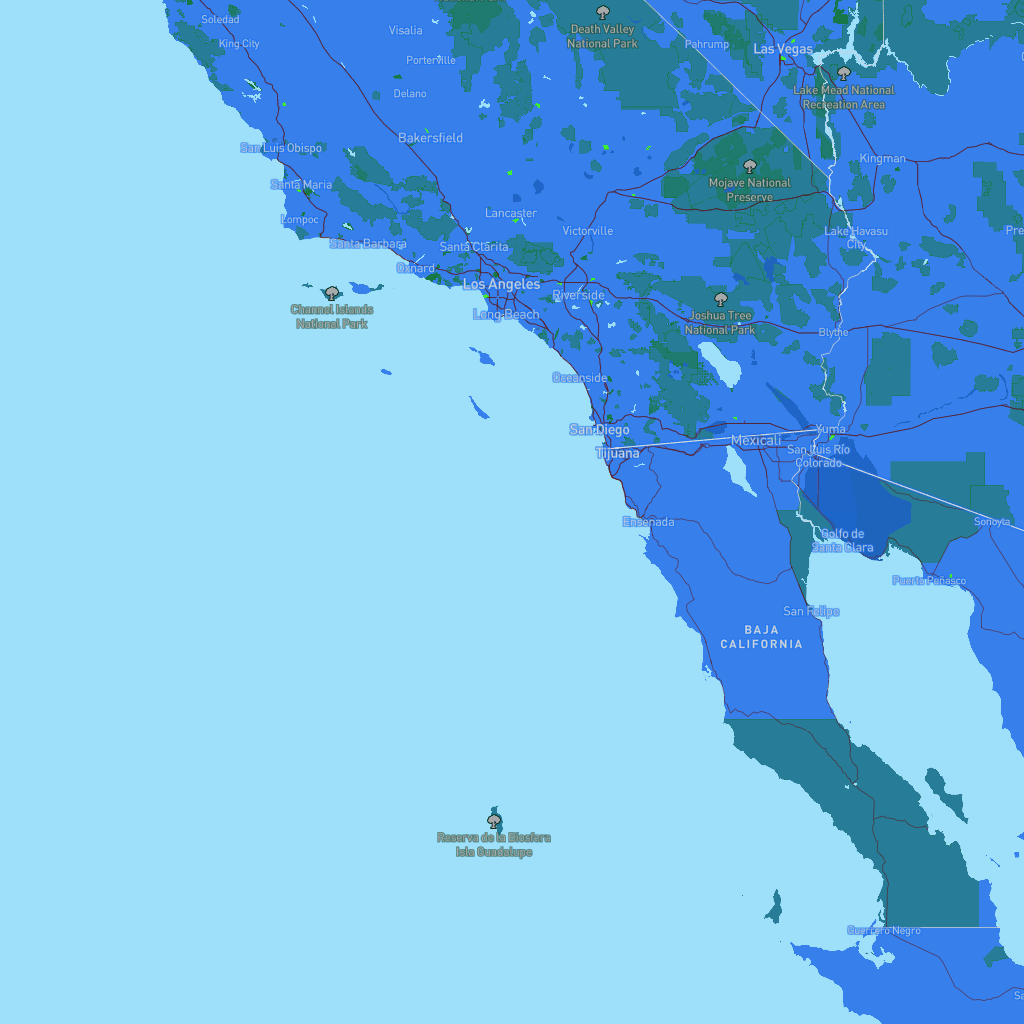 Soledad
King City
Visalia
Porterville
Delano
Death Valley
National Park
Pahrump
Las Vegas
Lake Mead National
Recreation Area
Bakersfield
San Luis Obispo
Santa Maria
Lompoc
Kingman
Mojave National
Preserve
Lancaster
Victorville
Santa Barbara
Santa Clarita
Oxnard
Lake Havasu
City
Los Angeles
Riverside
Long Beach
Channel Islands
National Park
Joshua Tree
National Park
Blythe
Oceanside
San Diego
Tijuana
Mexicali
Yuma
San Luis Río
Colorado
Ensenada
Golfo de
Santa Clara
Sonoyta
Puerto Peñasco
San Felipe
BAJA
CALIFORNIA
Reserva de la Biosfera
Isla Guadalupe
Guerrero Negro